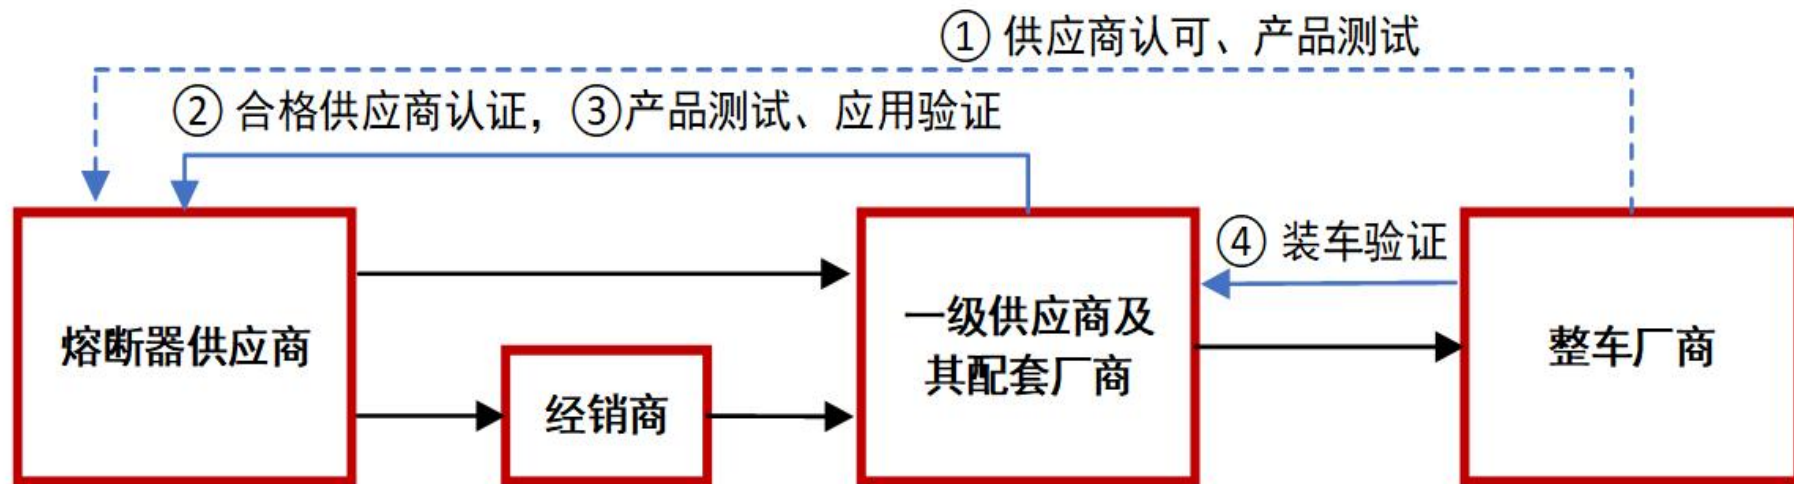 ① 供应商认可、产品测试
② 合格供应商认证，③产品测试、应用验证
④ 装车验证
熔断器供应商
经销商
一级供应商及
其配套厂商
整车厂商